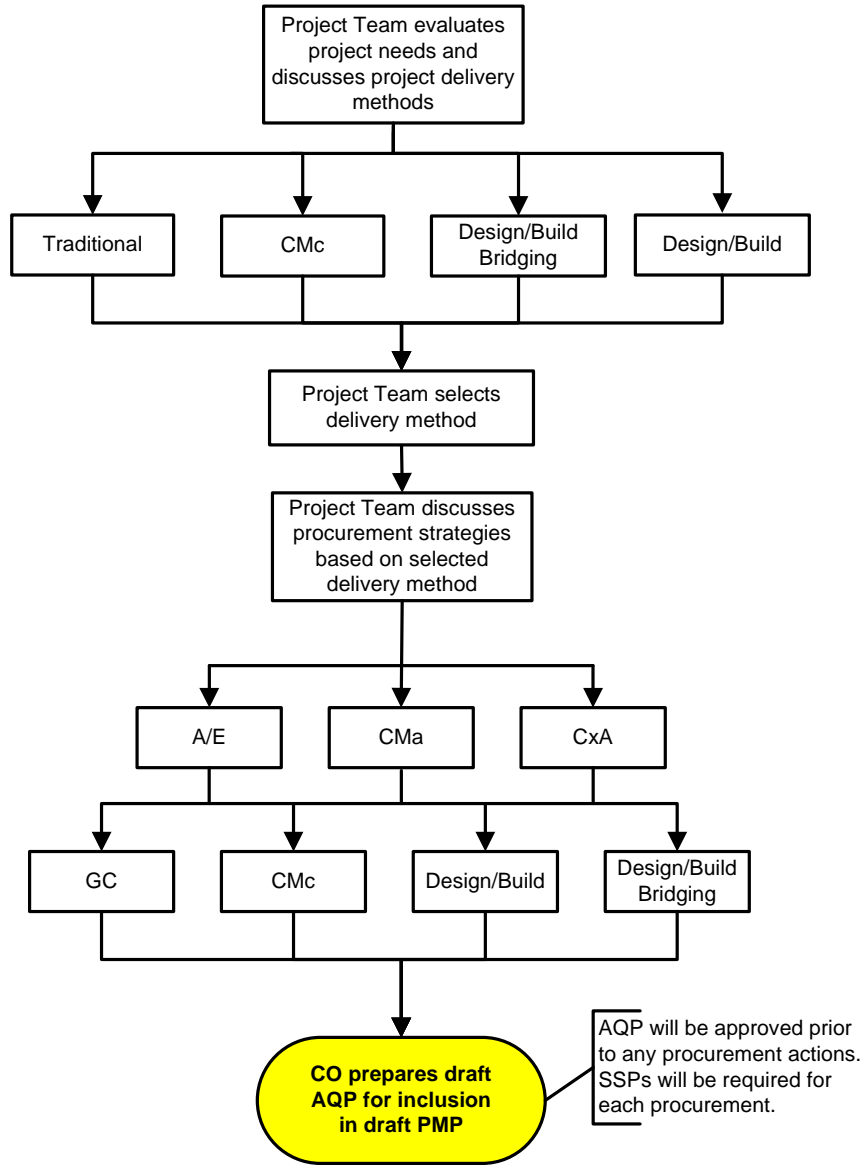 Project Team evaluates
project needs and
discusses project delivery
methods
Traditional
CMc
Design/Build
Bridging
Design/Build
Project Team selects
delivery method
Project Team discusses
procurement strategies
based on selected
delivery method
A/E
CMa
CxA
GC
CMc
Design/Build
Design/Build
Bridging
CO prepares draft
AQP for inclusion
in draft PMP
AQP will be approved prior
to any procurement actions.
SSPs will be required for
each procurement.